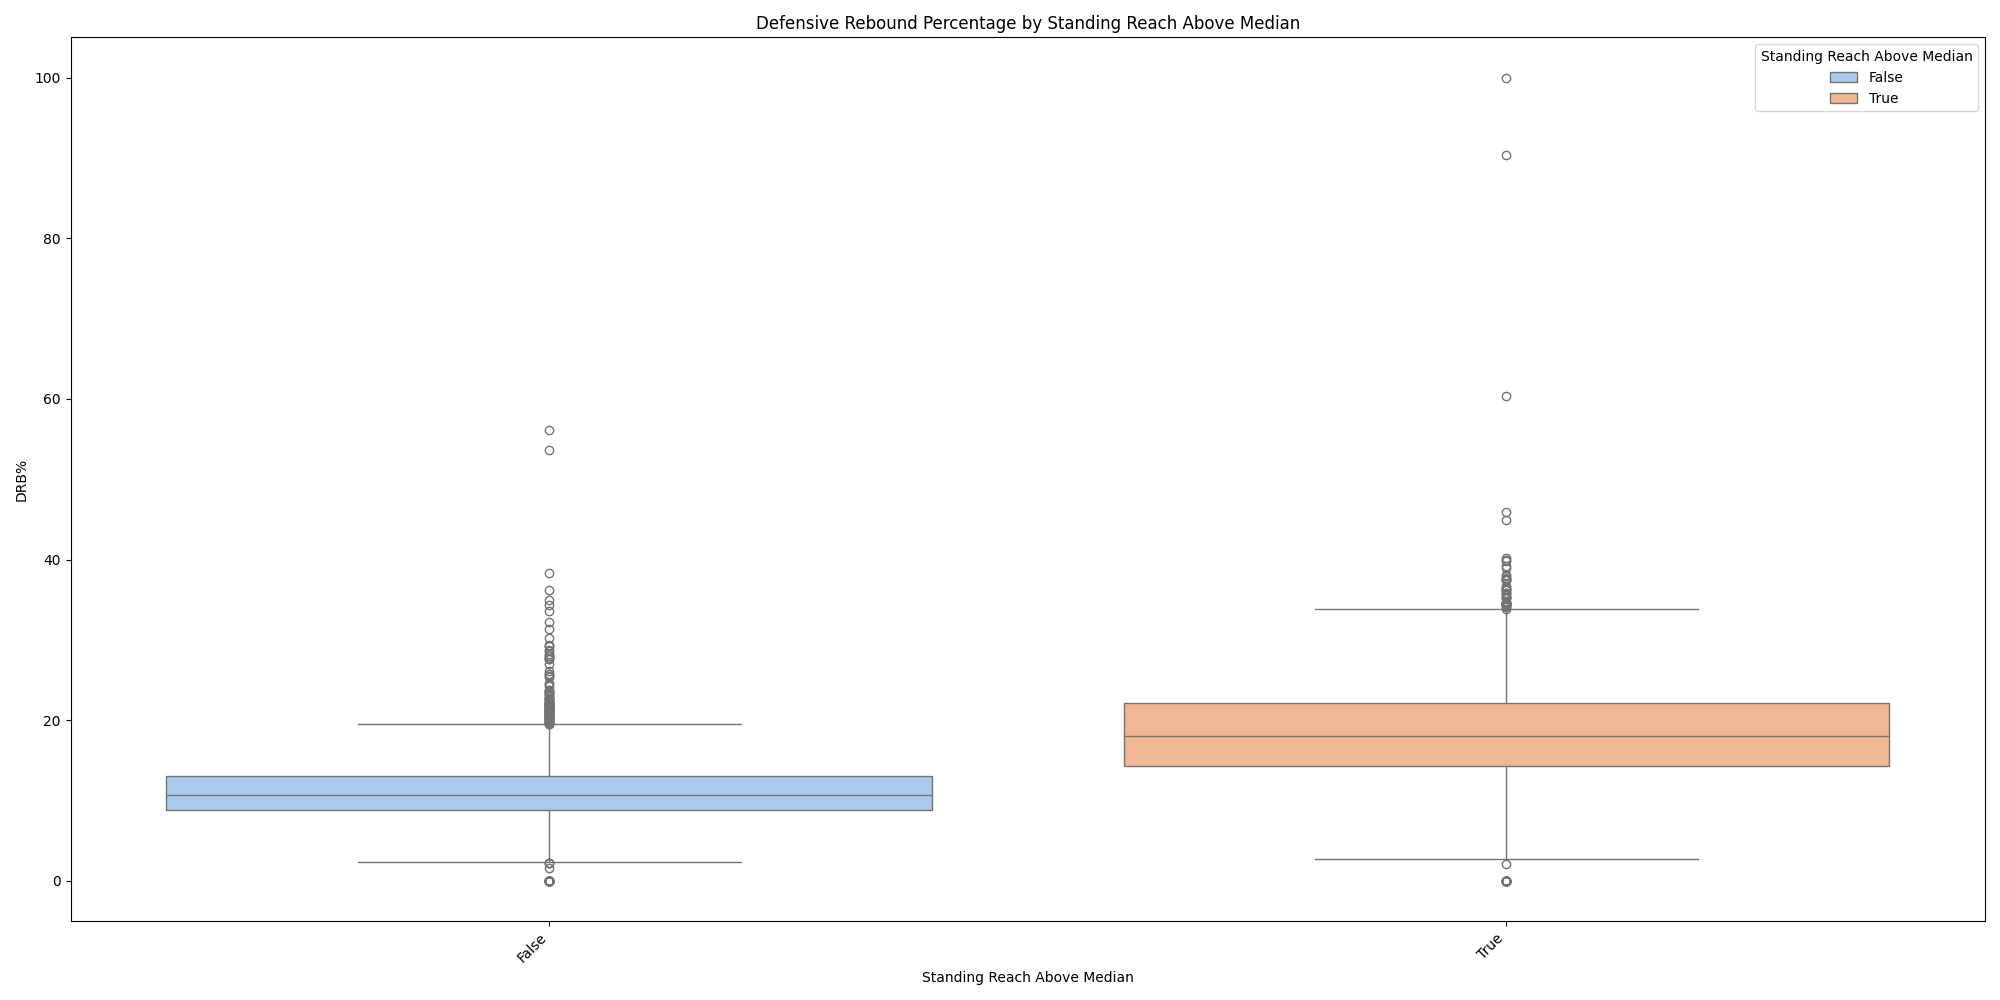 Defensive Rebound Percentage by Standing Reach Above Median
Standing Reach Above Median
False
True
100
80
60
40
20
0
DRB%
False
True
Standing Reach Above Median